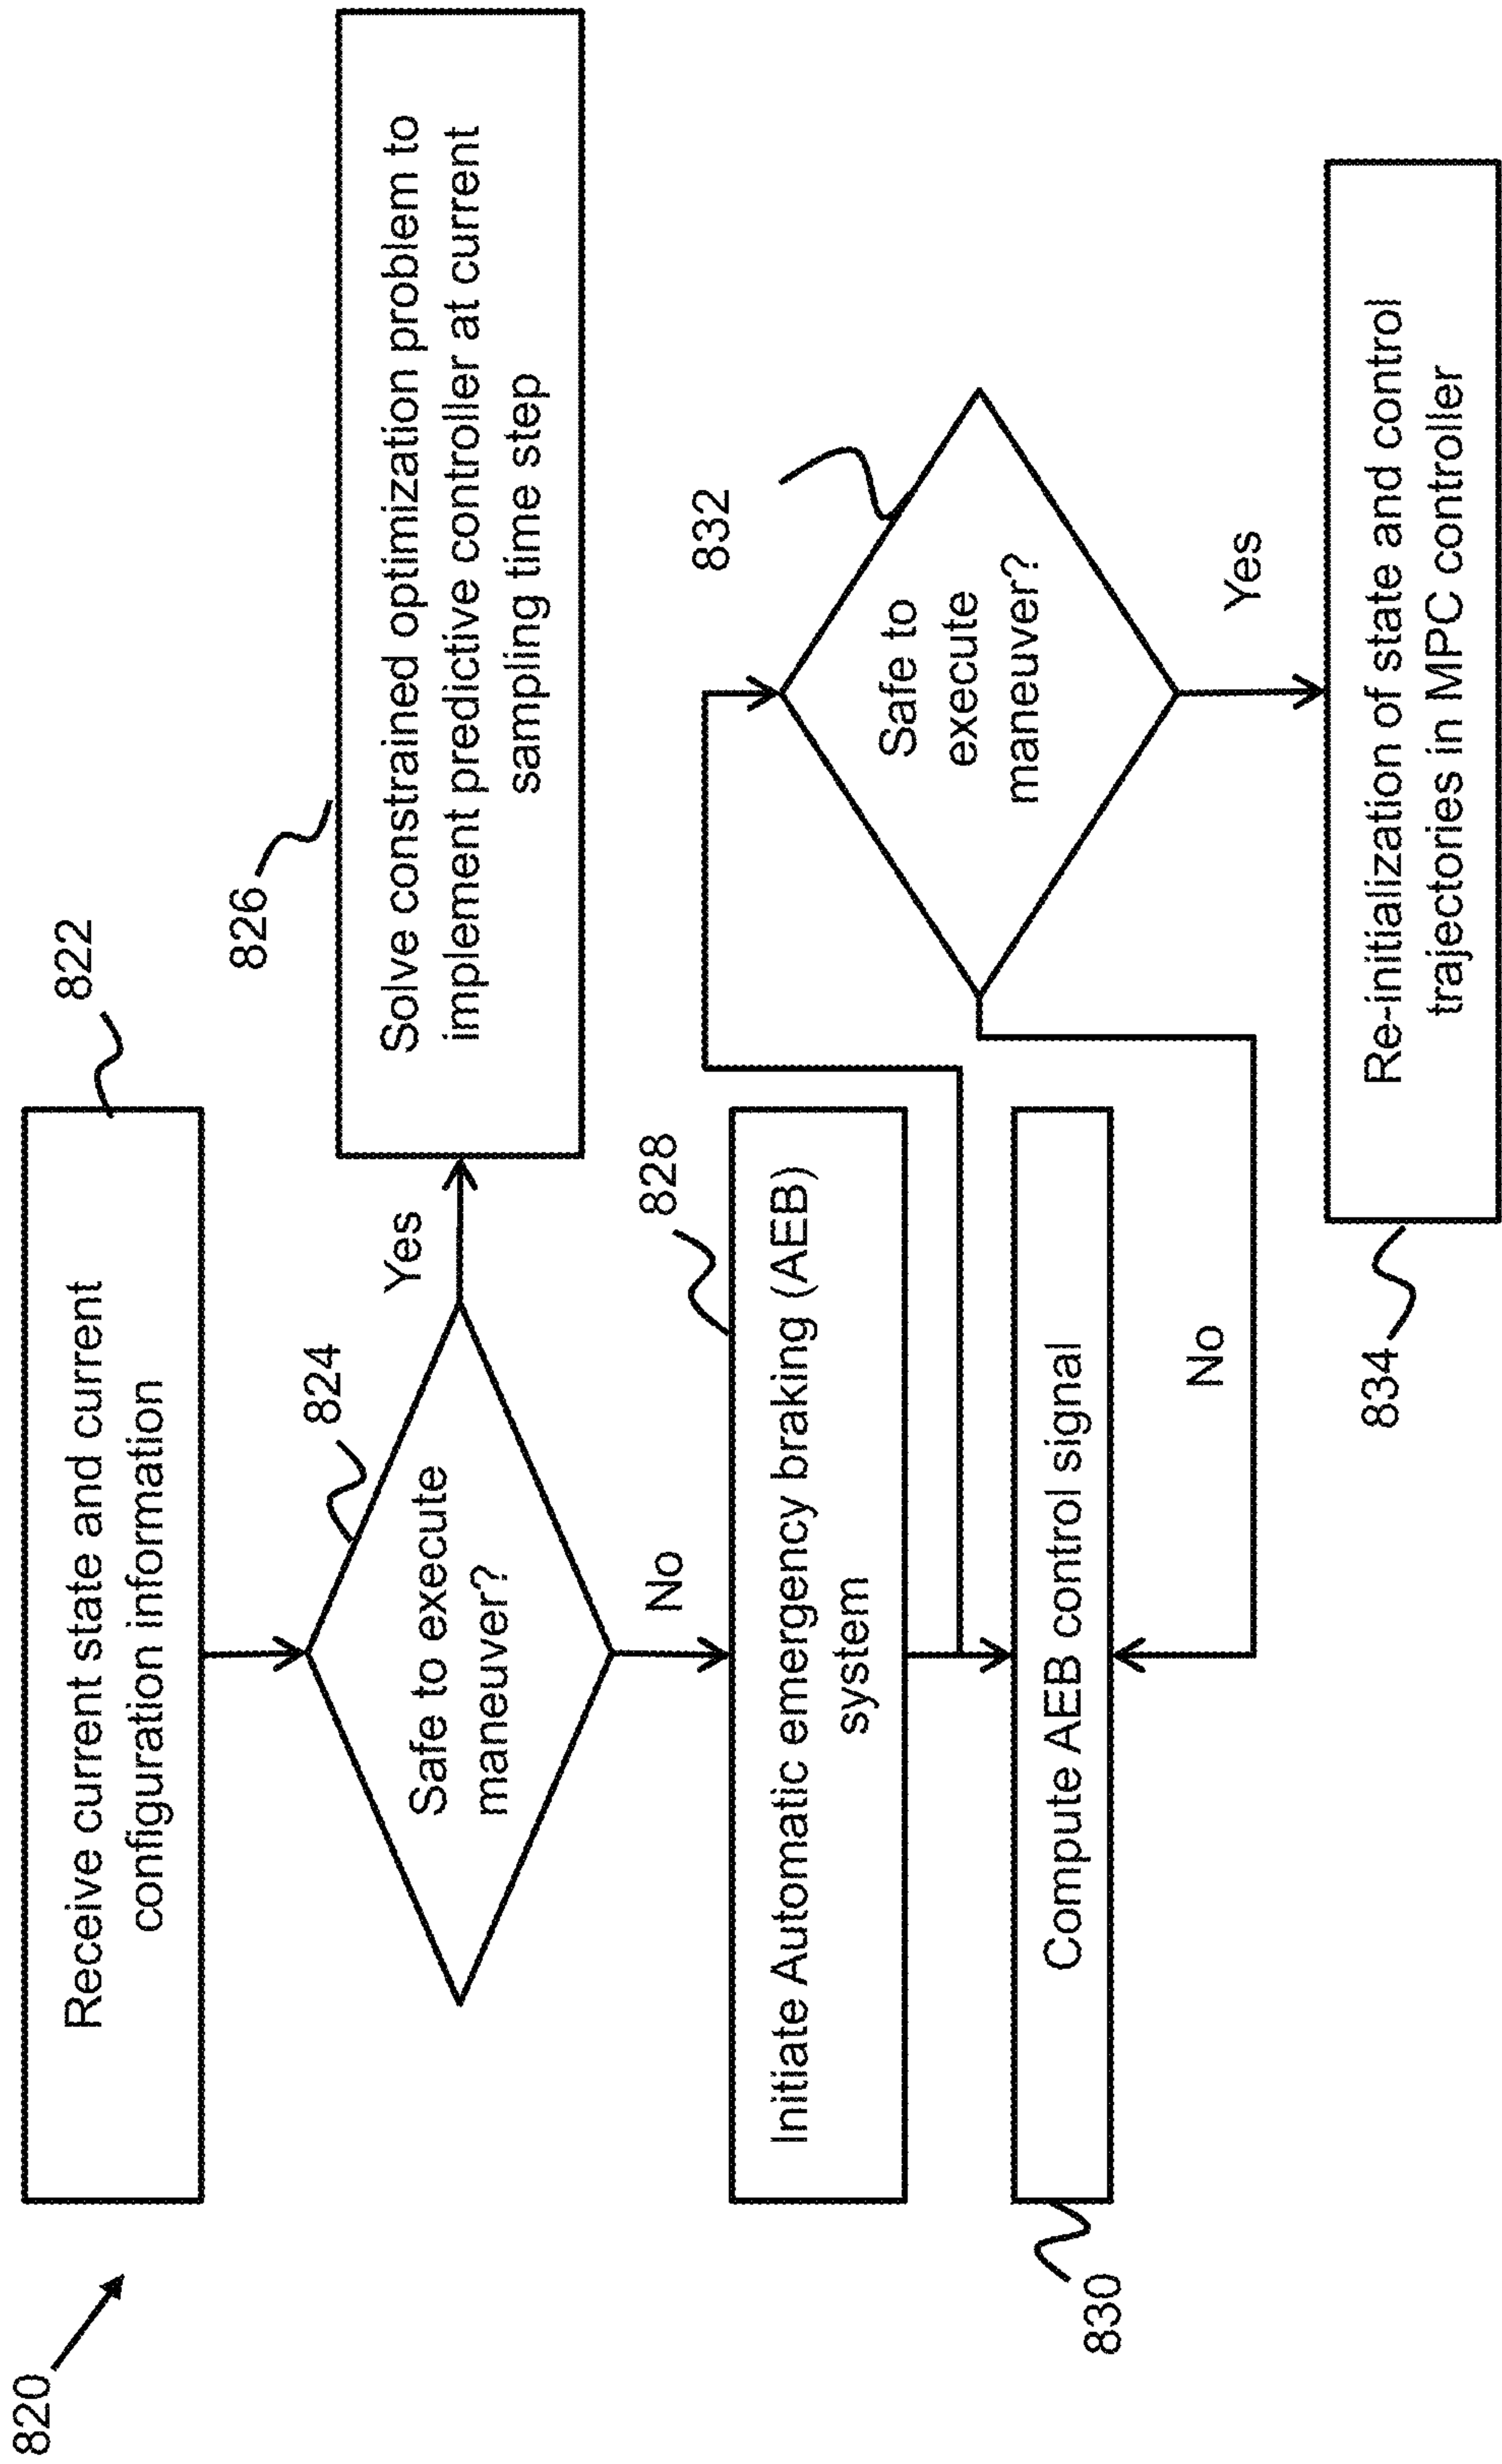 820
Receive current state and current
configuration information
822
824
Safe to execute
maneuver?
Yes
826
Solve constrained optimization problem to
implement predictive controller at current
sampling time step
No
828
Initiate Automatic emergency braking (AEB)
system
830
Compute AEB control signal
832
Safe to
execute
maneuver?
No
Yes
834
Re-initialization of state and control
trajectories in MPC controller